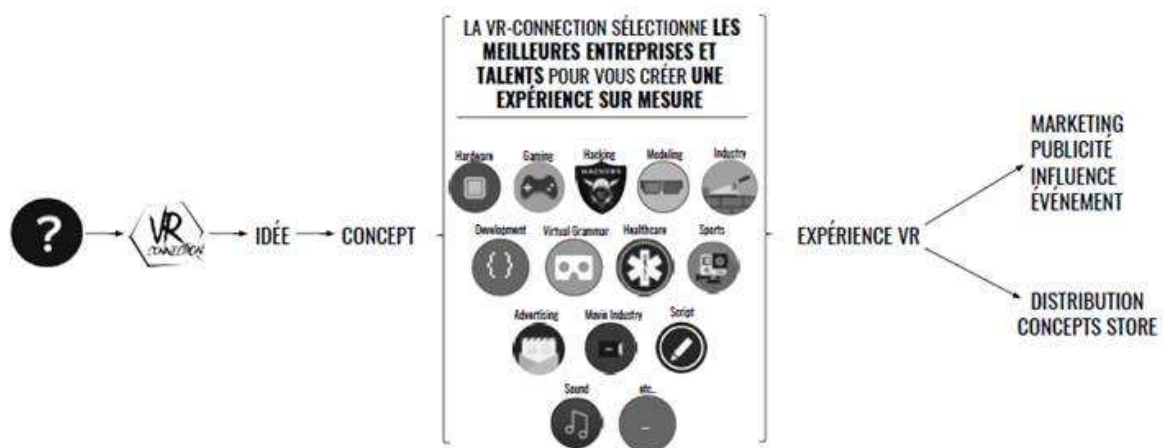 LA VR-CONNECTION SÉLECTIONNE LES
MEILLEURES ENTREPRISES ET
TALENTS POUR VOUS CRÉER UNE
EXPÉRIENCE SUR MESURE
Hardware Gaming Hacking Modeling Industry
HACKERS
?
VR
CONNECTION
IDÉE
CONCEPT
Development Virtual Grammar Healthcare Sports
{}
Advertising Movie Industry Script
Sound etc..
EXPÉRIENCE VR
MARKETING
PUBLICITÉ
INFLUENCE
ÉVÉNEMENT
DISTRIBUTION
CONCEPTS STORE